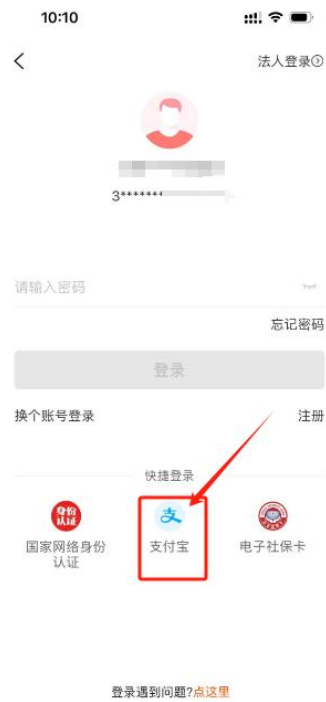 10:10
法人登录
3*******
请输入密码
忘记密码
登录
换个账号登录
注册
快捷登录
身份
认证
支
国家网络身份
认证
支付宝
电子社保卡
登录遇到问题?点这里